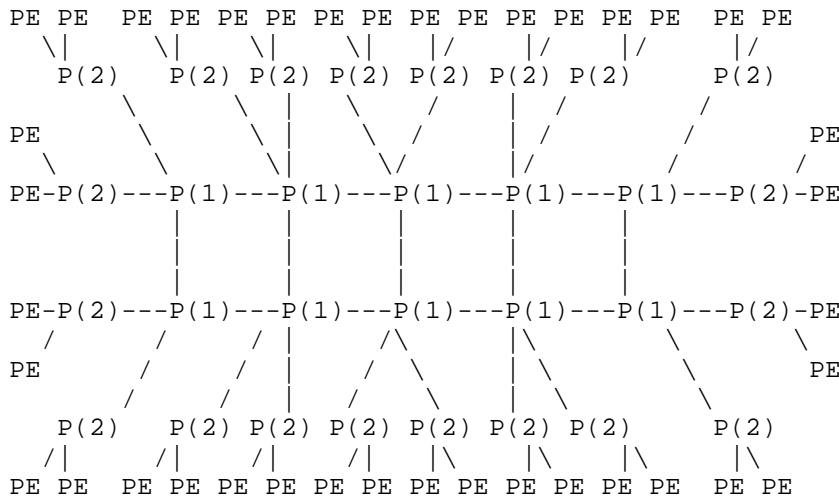 PE PE  PE PE PE PE PE PE PE PE PE PE PE PE  PE PE
P(2)   P(2) P(2) P(2) P(2) P(2) P(2)     P(2)
PE PE
PE-P(2)---P(1)---P(1)---P(1)---P(1)---P(1)---P(2)-PE
PE-P(2)---P(1)---P(1)---P(1)---P(1)---P(1)---P(2)-PE
PE PE
P(2)   P(2) P(2) P(2) P(2) P(2) P(2)     P(2)
PE PE  PE PE PE PE PE PE PE PE PE PE PE PE  PE PE